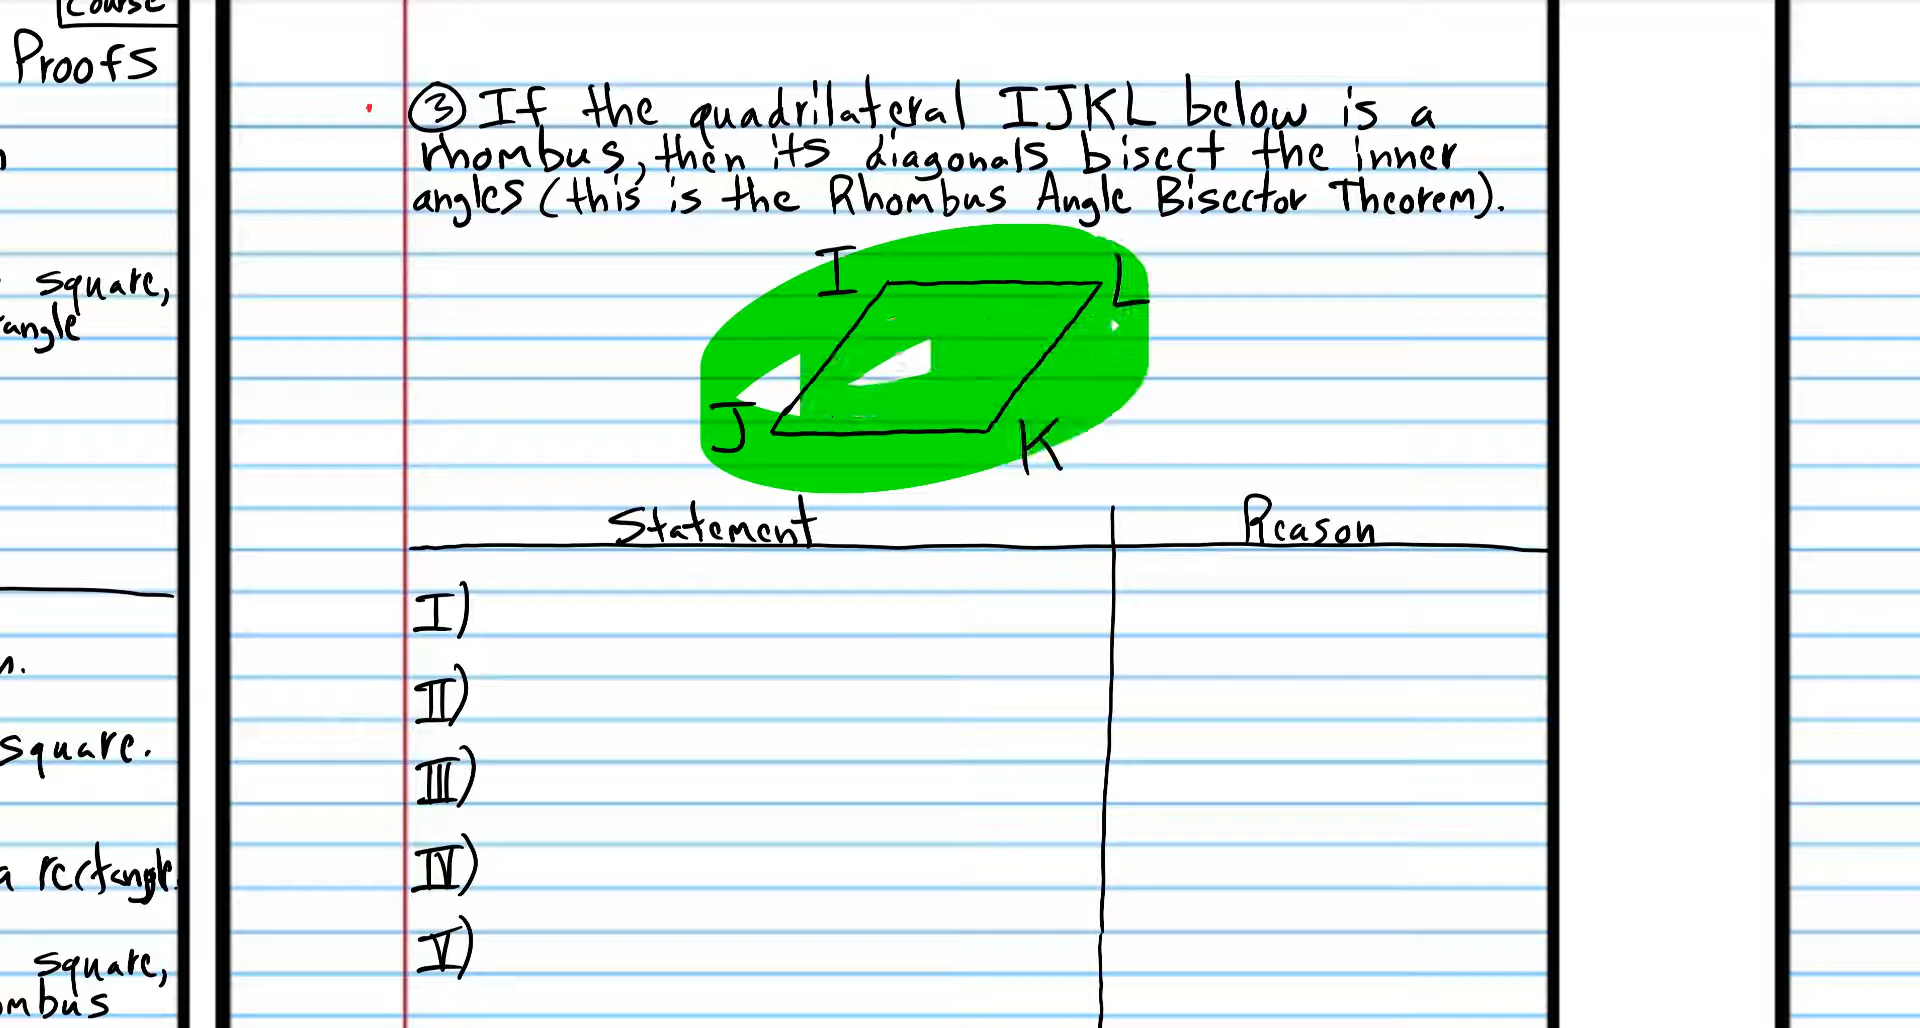 Course
Proofs
square,
angle
n.
square.
a rectangle.
square,
mbus
③ If the quadrilateral IJKL below is a
rhombus, then its diagonals bisect the inner
angles (this is the Rhombus Angle Bisector Theorem).
I
L
J
K
Statement Reason
I)
II)
III)
IV)
V)